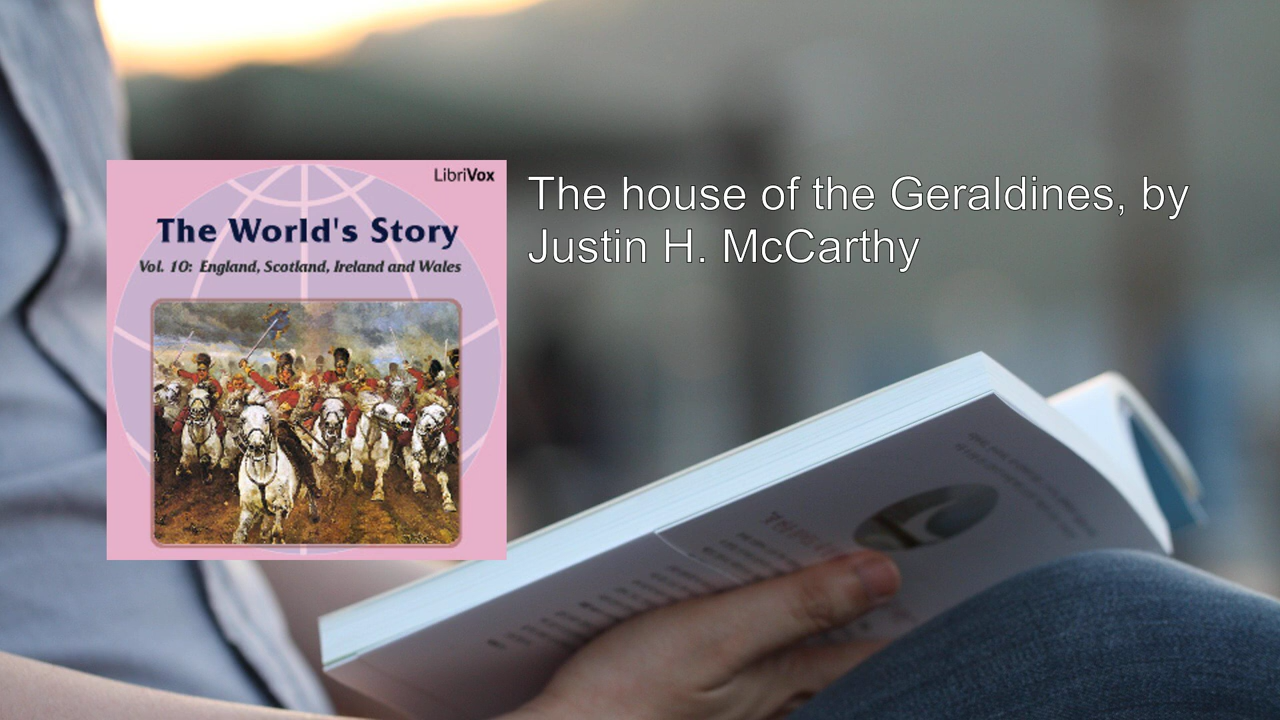 LibriVox
The World's Story
Vol. 10: England, Scotland, Ireland and Wales
The house of the Geraldines, by
Justin H. McCarthy